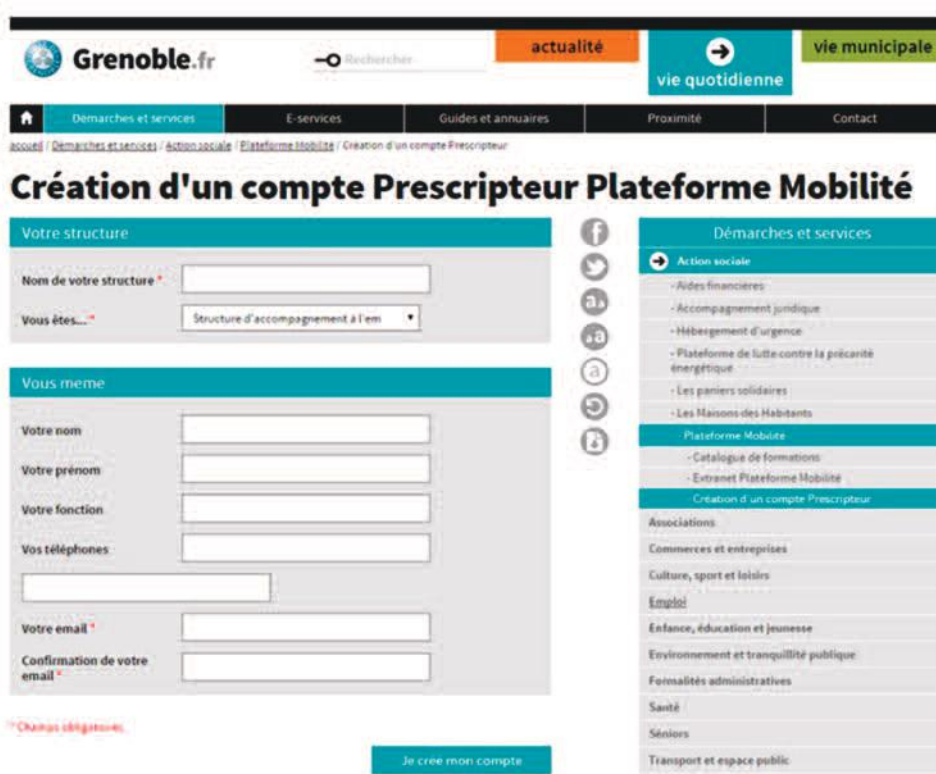 Grenoble.fr
Rechercher
actualité
vie quotidienne
vie municipale
Démarches et services
E-services
Guides et annuaires
Proximité
Contact
accueil / Démarches et services / Action sociale / Plateforme Mobilité / Création d'un compte Prescripteur
Création d'un compte Prescripteur Plateforme Mobilité
Votre structure
Nom de votre structure *
Vous êtes.... *
Structure d'accompagnement à l'em
Vous meme
Votre nom
Votre prénom
Votre fonction
Vos téléphones
Votre email *
Confirmation de votre
email *
* Champs obligatoires
Je crée mon compte
Démarches et services
Action sociale
- Aides financières
- Accompagnement juridique
- Hébergement d'urgence
- Plateforme de lutte contre la précarité
énergétique
- Les paniers solidaires
- Les Maisons des Habitants
- Plateforme Mobilité
- Catalogue de formations
- Extranet Plateforme Mobilité
- Création d'un compte Prescripteur
Associations
Commerces et entreprises
Culture, sport et loisirs
Emploi
Enfance, éducation et jeunesse
Environnement et tranquillité publique
Formalités administratives
Santé
Séniors
Transport et espace public